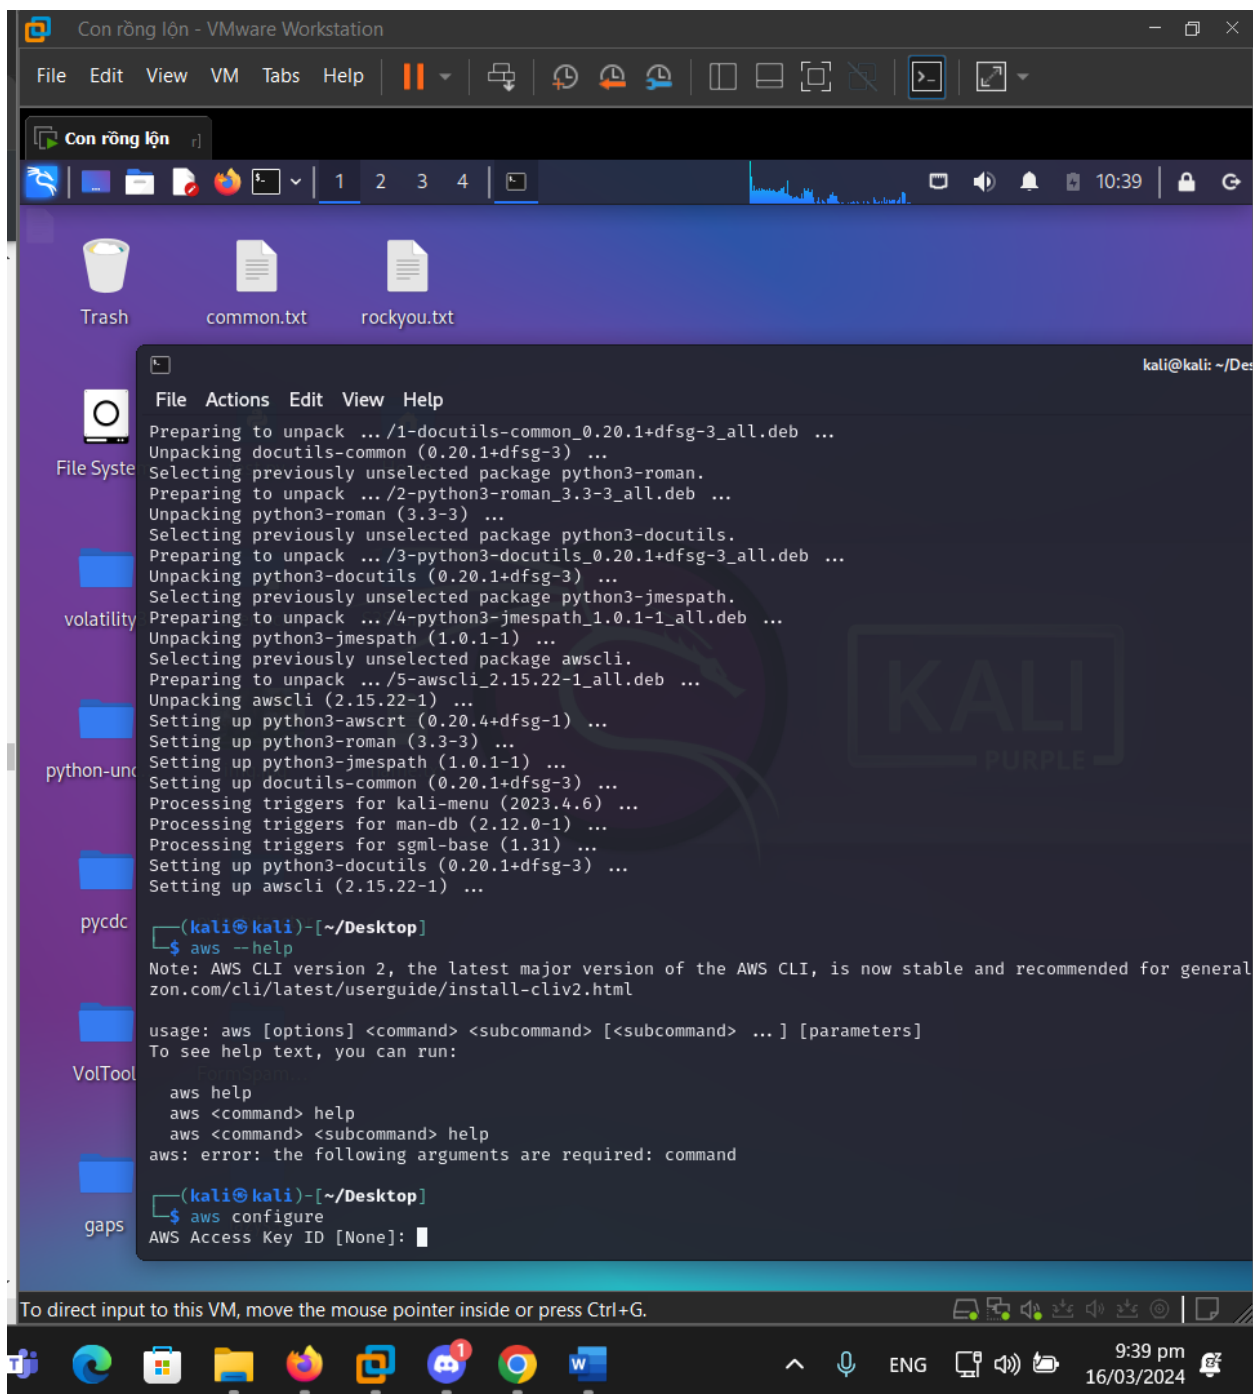 Con rồng lộn - VMware Workstation
File Edit View VM Tabs Help
Con rồng lộn
1 2 3 4
10:39
Trash
common.txt
rockyou.txt
kali@kali: ~/Des
File Actions Edit View Help
Preparing to unpack .../1-docutils-common_0.20.1+dfsg-3_all.deb ...
Unpacking docutils-common (0.20.1+dfsg-3) ...
File Syste
Selecting previously unselected package python3-roman.
Preparing to unpack .../2-python3-roman_3.3-3_all.deb ...
Unpacking python3-roman (3.3-3) ...
Selecting previously unselected package python3-docutils.
Preparing to unpack .../3-python3-docutils_0.20.1+dfsg-3_all.deb ...
Unpacking python3-docutils (0.20.1+dfsg-3) ...
Selecting previously unselected package python3-jmespath.
volatility
Preparing to unpack .../4-python3-jmespath_1.0.1-1_all.deb ...
Unpacking python3-jmespath (1.0.1-1) ...
Selecting previously unselected package awscli.
Preparing to unpack .../5-awscli_2.15.22-1_all.deb ...
Unpacking awscli (2.15.22-1) ...
Setting up python3-awscrt (0.20.4+dfsg-1) ...
Setting up python3-roman (3.3-3) ...
KALI
PURPLE
python-unc
Setting up python3-jmespath (1.0.1-1) ...
Setting up docutils-common (0.20.1+dfsg-3) ...
Processing triggers for kali-menu (2023.4.6) ...
Processing triggers for man-db (2.12.0-1) ...
Processing triggers for sgml-base (1.31) ...
Setting up python3-docutils (0.20.1+dfsg-3) ...
Setting up awscli (2.15.22-1) ...
pycdc
┌──(kali㉿kali)-[~/Desktop]
└─$ aws --help
Note: AWS CLI version 2, the latest major version of the AWS CLI, is now stable and recommended for general
zon.com/cli/latest/userguide/install-cliv2.html
usage: aws [options] <command> <subcommand> [<subcommand> ...] [parameters]
To see help text, you can run:
VolTool
aws help
aws <command> help
aws <command> <subcommand> help
aws: error: the following arguments are required: command
┌──(kali㉿kali)-[~/Desktop]
└─$ aws configure
gaps
AWS Access Key ID [None]:
To direct input to this VM, move the mouse pointer inside or press Ctrl+G.
1
ENG
9:39 pm
16/03/2024